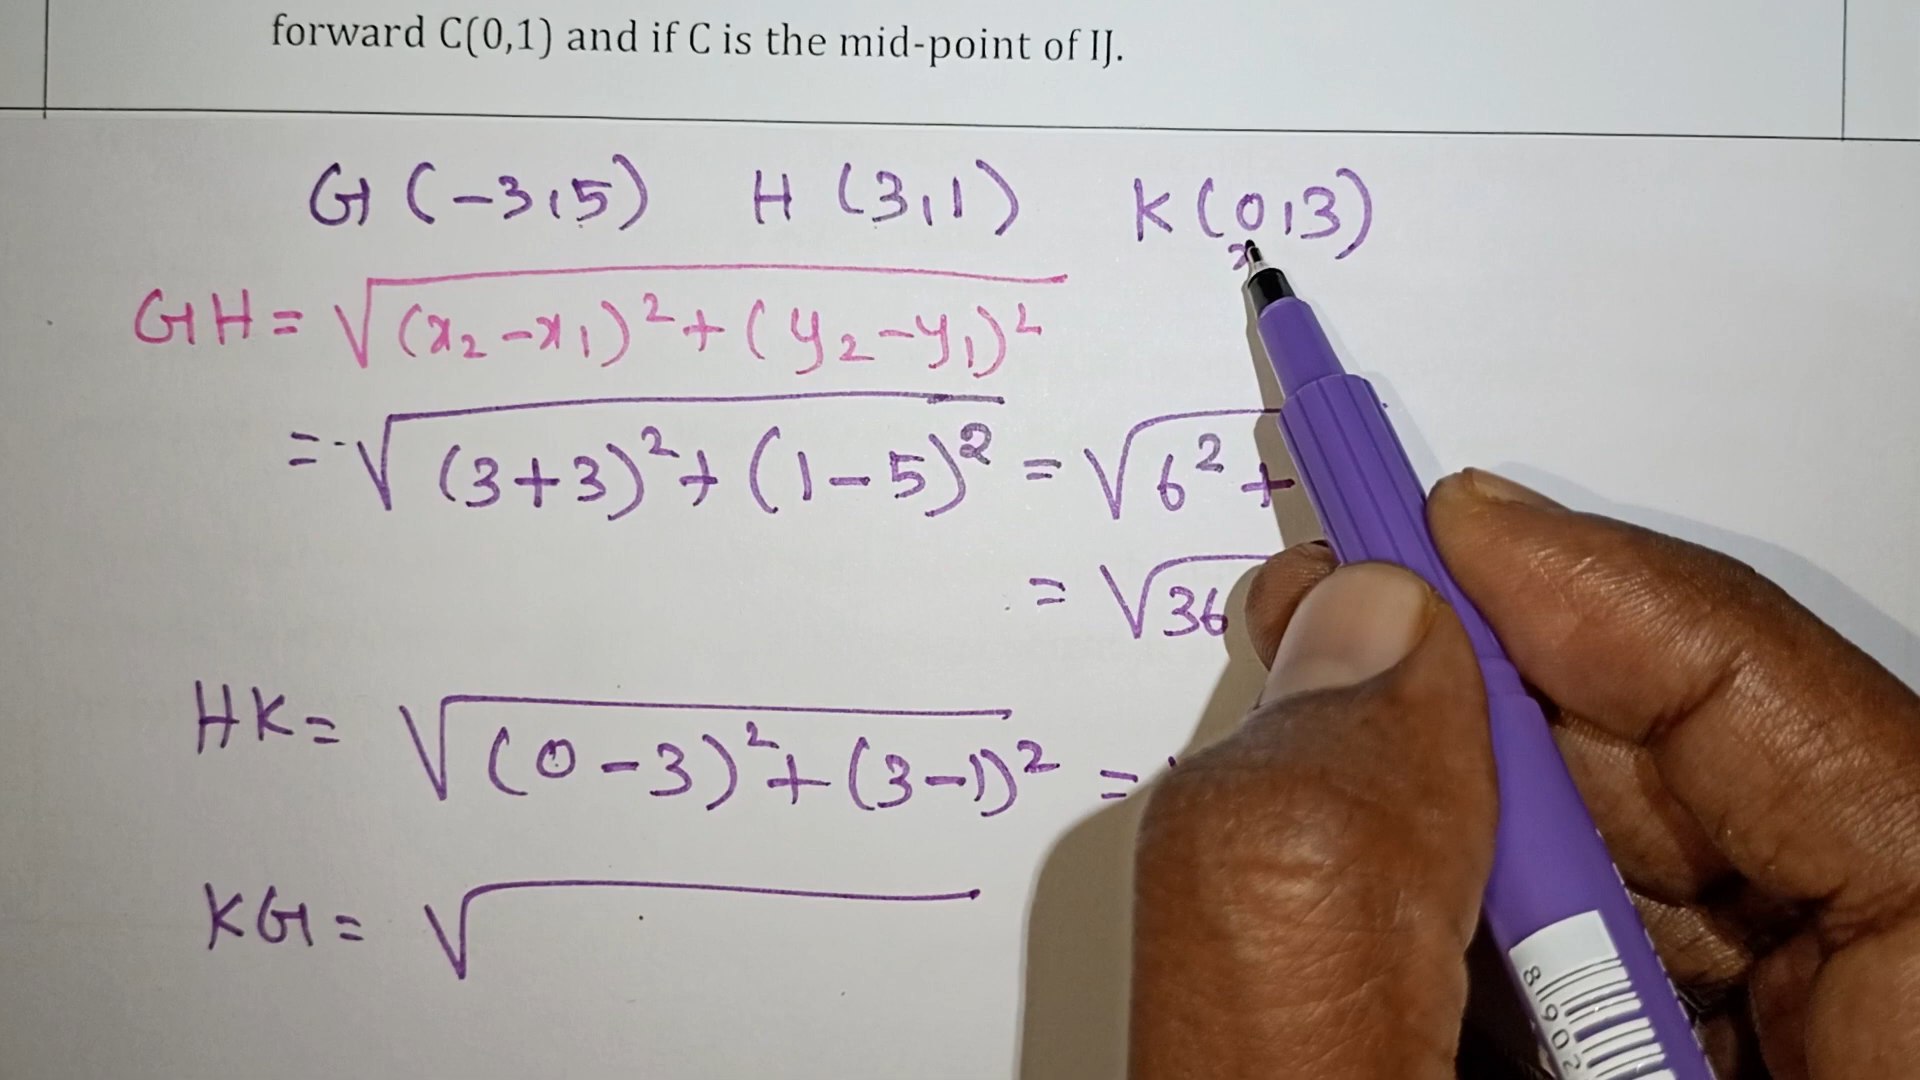 forward C(0,1) and if C is the mid-point of IJ.
G (-3,5) H (3,1) K (0,3)
x
GH = √(x₂-x₁)² + (y₂-y₁)²
= √(3+3)² + (1-5)² = √6² +
= √36
HK = √(0-3)² + (3-1)² =
KG = √
8 || 902